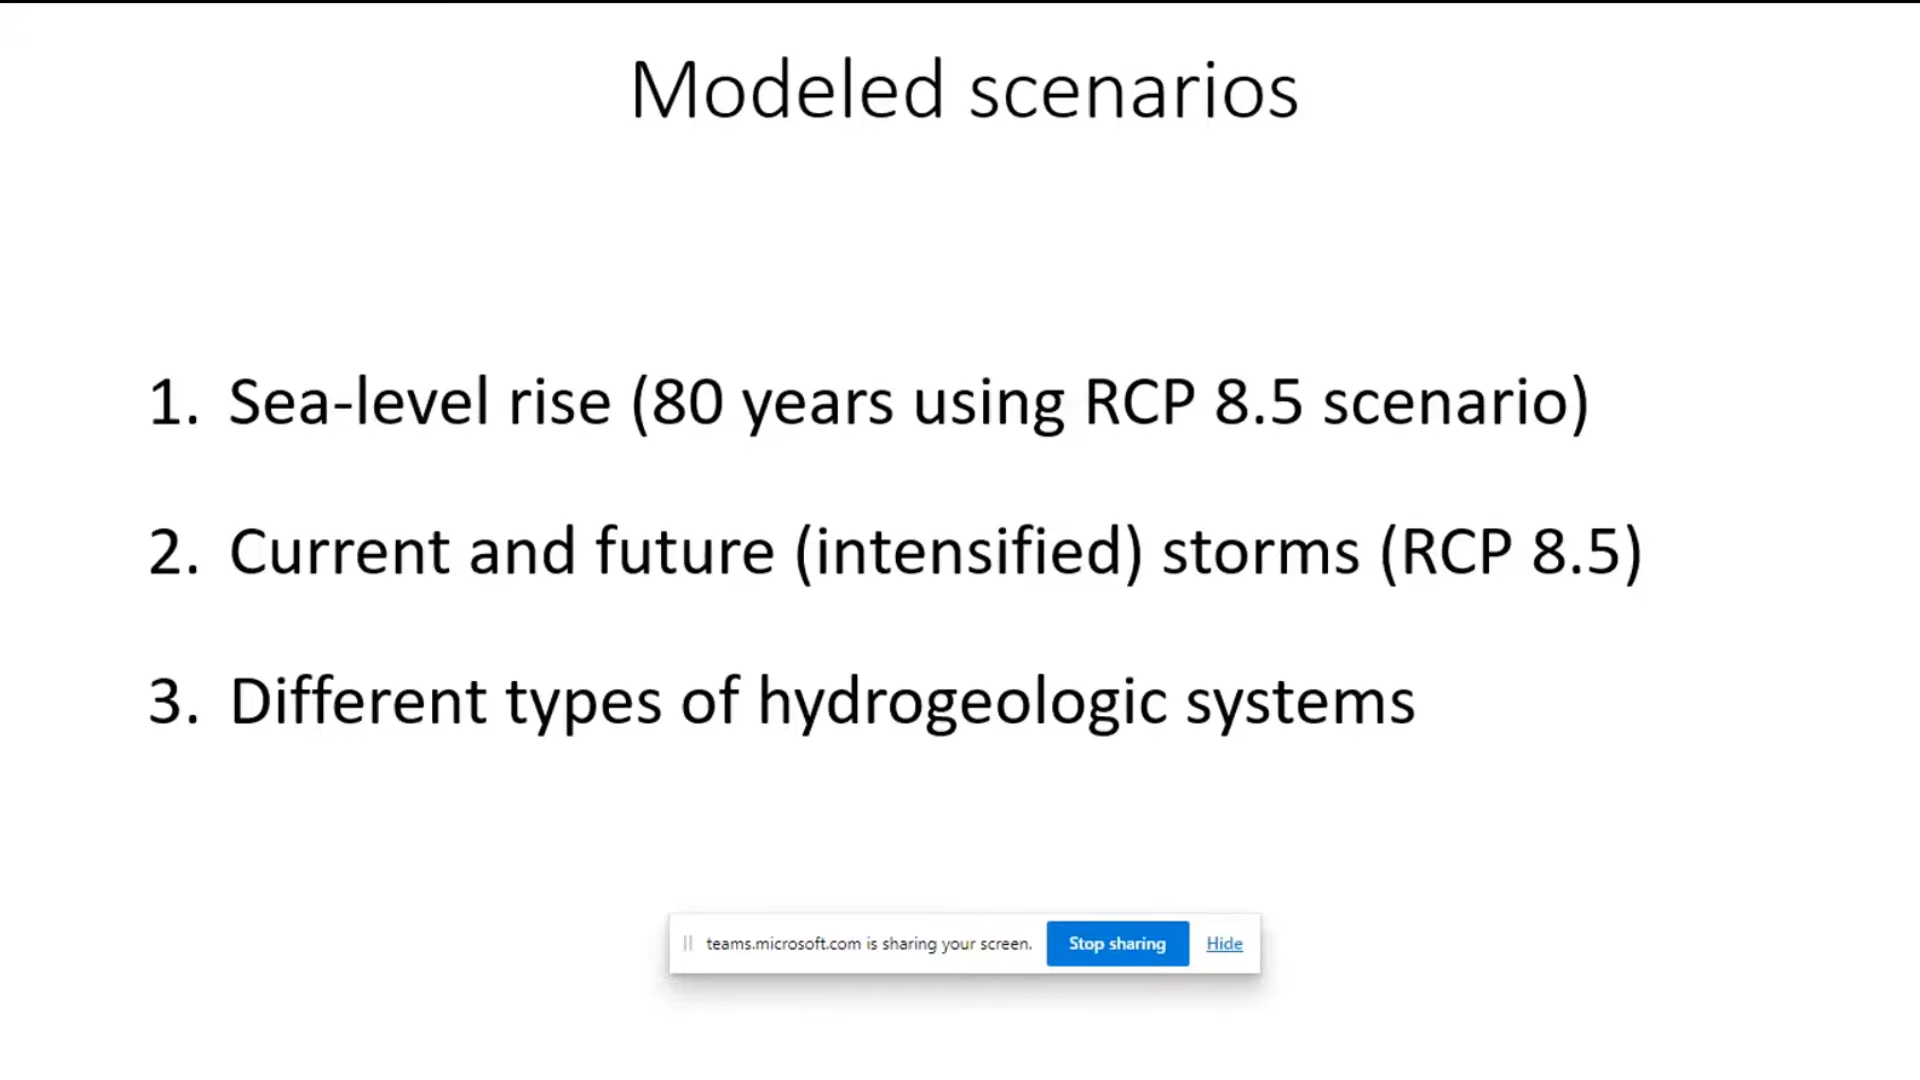 Modeled scenarios
1. Sea-level rise (80 years using RCP 8.5 scenario)
2. Current and future (intensified) storms (RCP 8.5)
3. Different types of hydrogeologic systems
teams.microsoft.com is sharing your screen. Stop sharing Hide